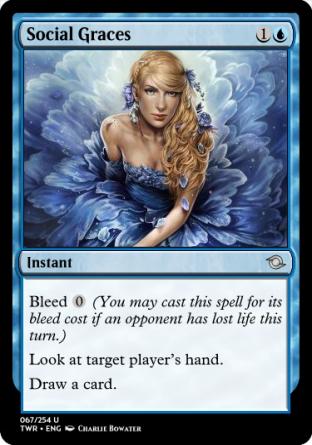 Social Graces 1
Instant
Bleed 0 (You may cast this spell for its
bleed cost if an opponent has lost life this
turn.)
Look at target player's hand.
Draw a card.
067/254 U
TWR • ENG Charlie Bowater